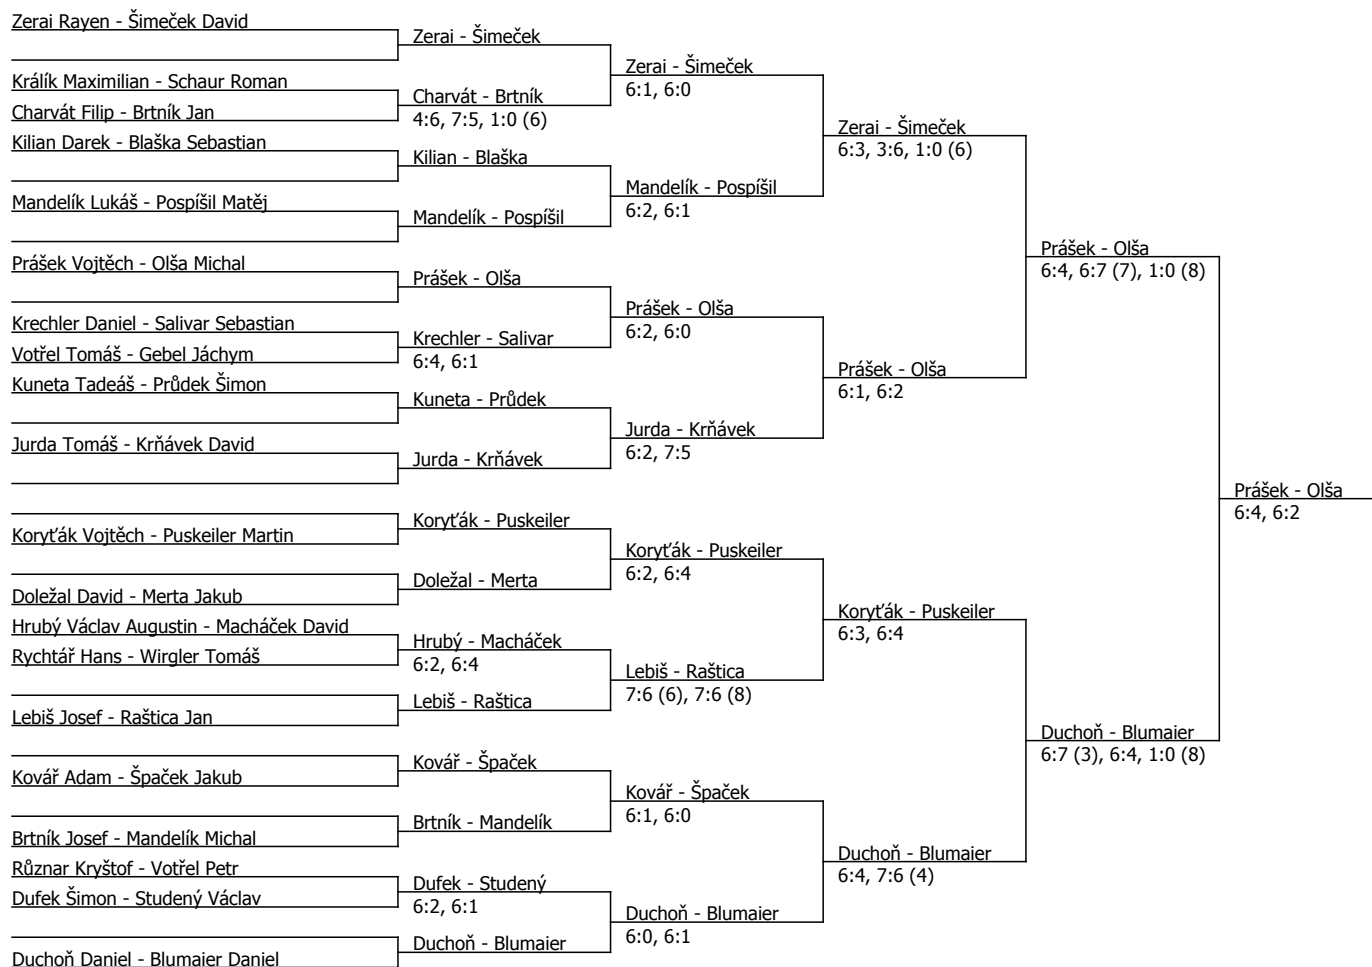 Zerai Rayen - Šimeček David
Králík Maximilian - Schaur Roman
Charvát Filip - Brtník Jan
Kilian Darek - Blaška Sebastian
Mandelík Lukáš - Pospíšil Matěj
Prášek Vojtěch - Olša Michal
Krechler Daniel - Salivar Sebastian
Votřel Tomáš - Gebel Jáchym
Kuneta Tadeáš - Průdek Šimon
Jurda Tomáš - Krňávek David
Koryťák Vojtěch - Puskeiler Martin
Doležal David - Merta Jakub
Hrubý Václav Augustin - Macháček David
Rychtář Hans - Wirgler Tomáš
Lebiš Josef - Raštica Jan
Kovář Adam - Špaček Jakub
Brtník Josef - Mandelík Michal
Různar Kryštof - Votřel Petr
Dufek Šimon - Studený Václav
Duchoň Daniel - Blumaier Daniel
Zerai - Šimeček
Charvát - Brtník
4:6, 7:5, 1:0 (6)
Kilian - Blaška
Mandelík - Pospíšil
Prášek - Olša
Krechler - Salivar
6:4, 6:1
Kuneta - Průdek
Jurda - Krňávek
Koryťák - Puskeiler
Doležal - Merta
Hrubý - Macháček
6:2, 6:4
Lebiš - Raštica
Kovář - Špaček
Brtník - Mandelík
Dufek - Studený
6:2, 6:1
Duchoň - Blumaier
Zerai - Šimeček
6:1, 6:0
Mandelík - Pospíšil
6:2, 6:1
Prášek - Olša
6:2, 6:0
Jurda - Krňávek
6:2, 7:5
Koryťák - Puskeiler
6:2, 6:4
Lebiš - Raštica
7:6 (6), 7:6 (8)
Kovář - Špaček
6:1, 6:0
Duchoň - Blumaier
6:0, 6:1
Zerai - Šimeček
6:3, 3:6, 1:0 (6)
Prášek - Olša
6:1, 6:2
Koryťák - Puskeiler
6:3, 6:4
Duchoň - Blumaier
6:4, 7:6 (4)
Prášek - Olša
6:4, 6:7 (7), 1:0 (8)
Duchoň - Blumaier
6:7 (3), 6:4, 1:0 (8)
Prášek - Olša
6:4, 6:2